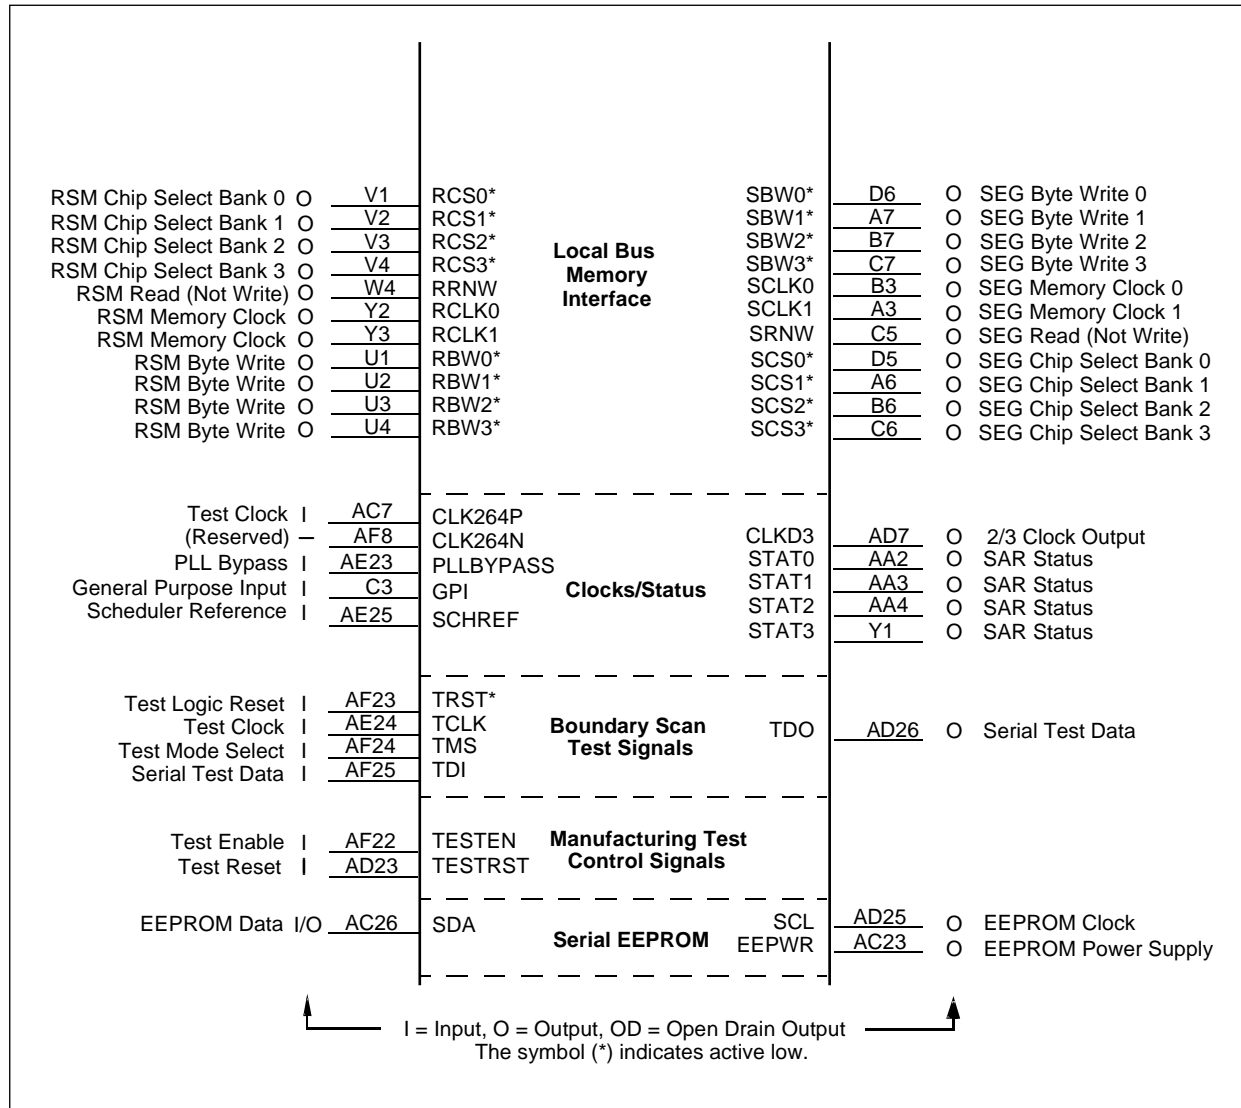 RSM Chip Select Bank 0 O V1 RCS0* SBW0* D6 O SEG Byte Write 0
RSM Chip Select Bank 1 O V2 RCS1* SBW1* A7 O SEG Byte Write 1
RSM Chip Select Bank 2 O V3 RCS2* Local Bus SBW2* B7 O SEG Byte Write 2
RSM Chip Select Bank 3 O V4 RCS3* Memory SBW3* C7 O SEG Byte Write 3
RSM Read (Not Write) O W4 RRNW Interface SCLK0 B3 O SEG Memory Clock 0
RSM Memory Clock O Y2 RCLK0 SCLK1 A3 O SEG Memory Clock 1
RSM Memory Clock O Y3 RCLK1 SRNW C5 O SEG Read (Not Write)
RSM Byte Write O U1 RBW0* SCS0* D5 O SEG Chip Select Bank 0
RSM Byte Write O U2 RBW1* SCS1* A6 O SEG Chip Select Bank 1
RSM Byte Write O U3 RBW2* SCS2* B6 O SEG Chip Select Bank 2
RSM Byte Write O U4 RBW3* SCS3* C6 O SEG Chip Select Bank 3
Test Clock I AC7 CLK264P
(Reserved) – AF8 CLK264N CLKD3 AD7 O 2/3 Clock Output
PLL Bypass I AE23 PLLBYPASS STAT0 AA2 O SAR Status
General Purpose Input I C3 GPI Clocks/Status STAT1 AA3 O SAR Status
Scheduler Reference I AE25 SCHREF STAT2 AA4 O SAR Status
STAT3 Y1 O SAR Status
Test Logic Reset I AF23 TRST*
Test Clock I AE24 TCLK Boundary Scan TDO AD26 O Serial Test Data
Test Mode Select I AF24 TMS Test Signals
Serial Test Data I AF25 TDI
Test Enable I AF22 TESTEN Manufacturing Test
Test Reset I AD23 TESTRST Control Signals
EEPROM Data I/O AC26 SDA SCL AD25 O EEPROM Clock
Serial EEPROM EEPWR AC23 O EEPROM Power Supply
I = Input, O = Output, OD = Open Drain Output
The symbol (*) indicates active low.